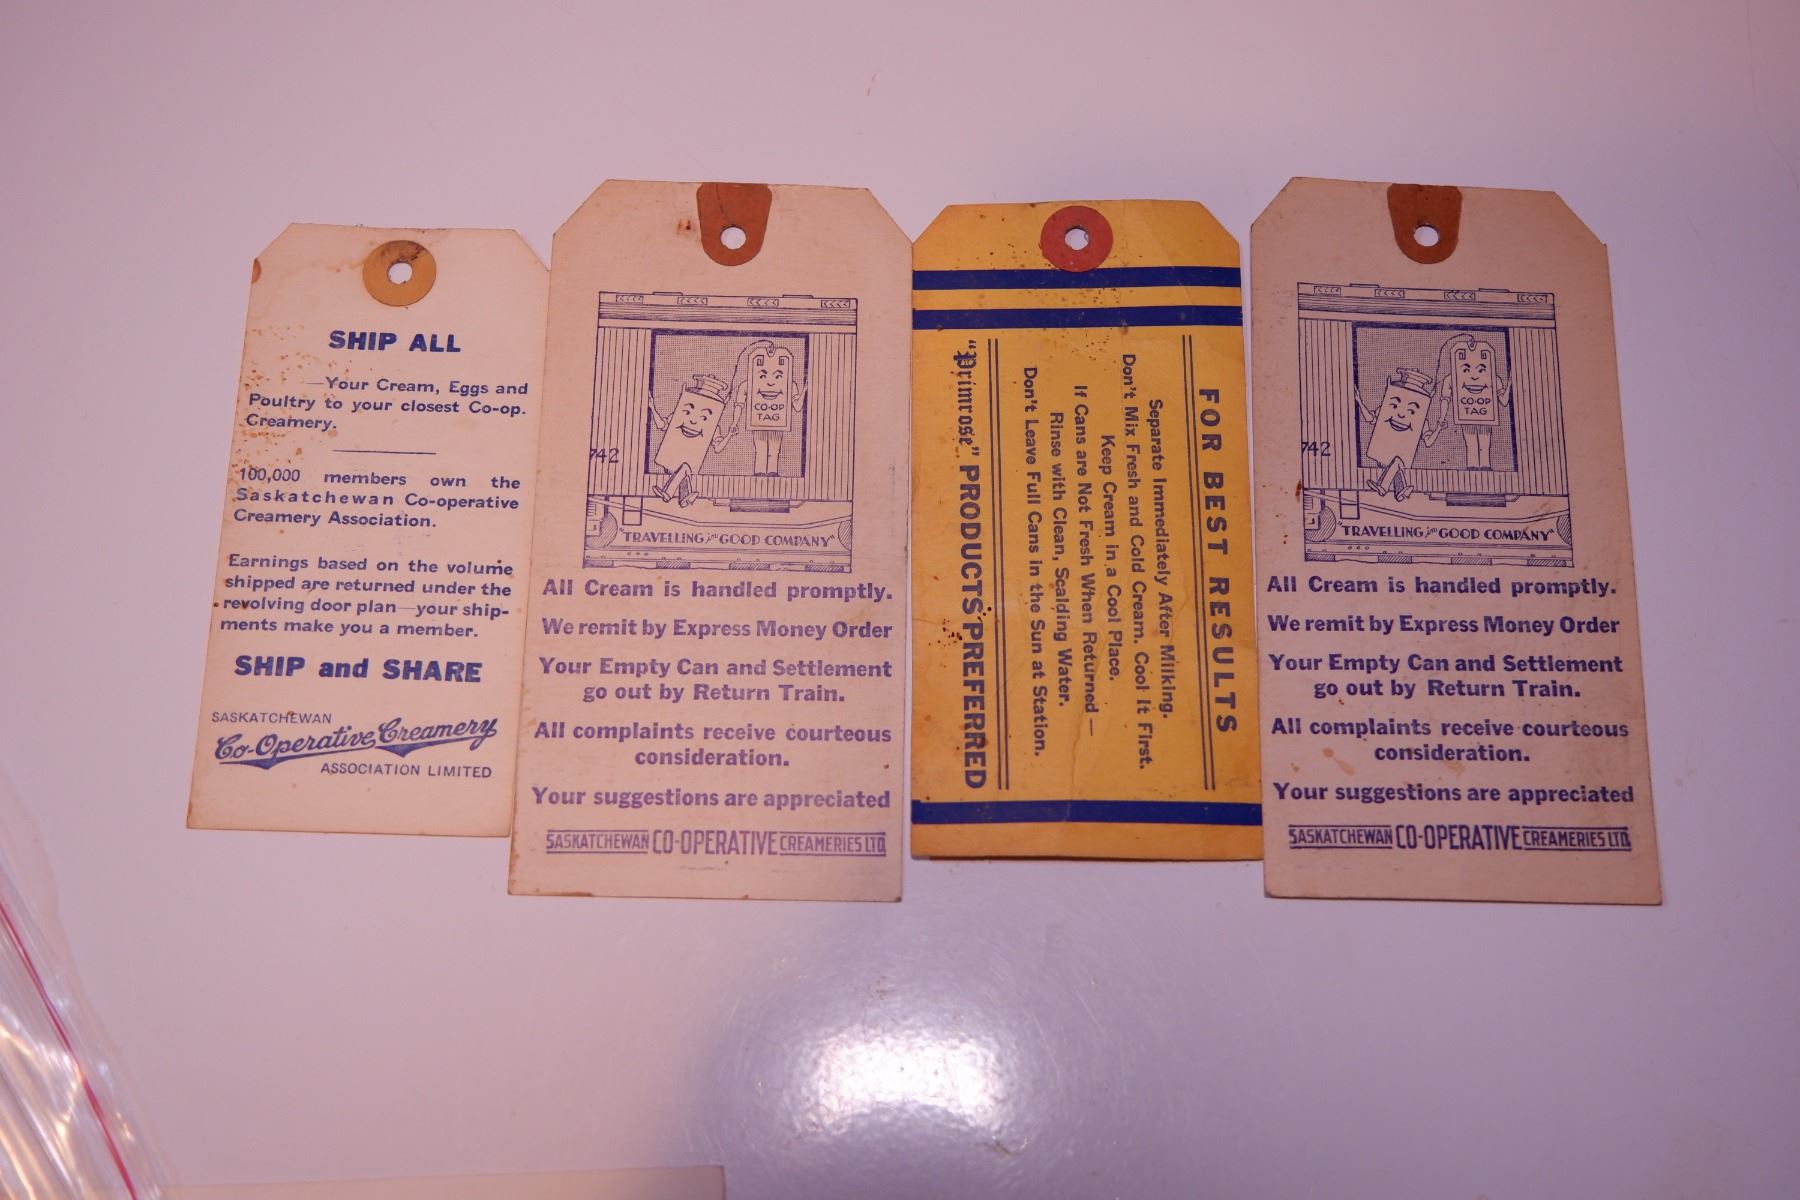 SHIP ALL
—Your Cream, Eggs and
Poultry to your closest Co-op.
Creamery.
100,000 members own the
Saskatchewan Co-operative
Creamery Association.
Earnings based on the volume
shipped are returned under the
revolving door plan—your ship-
ments make you a member.
SHIP and SHARE
SASKATCHEWAN
Co-Operative Creamery
ASSOCIATION LIMITED
CO-OP
TAG
742
"TRAVELLING in GOOD COMPANY"
All Cream is handled promptly.
We remit by Express Money Order
Your Empty Can and Settlement
go out by Return Train.
All complaints receive courteous
consideration.
Your suggestions are appreciated
SASKATCHEWAN CO-OPERATIVE CREAMERIES LTD.
FOR BEST RESULTS
Separate Immediately After Milking.
Don't Mix Fresh and Cold Cream. Cool It First.
Keep Cream in a Cool Place.
If Cans are Not Fresh When Returned—
Rinse with Clean, Scalding Water.
Don't Leave Full Cans in the Sun at Station.
"Primrose" PRODUCTS PREFERRED
CO-OP
TAG
742
"TRAVELLING in GOOD COMPANY"
All Cream is handled promptly.
We remit by Express Money Order
Your Empty Can and Settlement
go out by Return Train.
All complaints receive courteous
consideration.
Your suggestions are appreciated
SASKATCHEWAN CO-OPERATIVE CREAMERIES LTD.